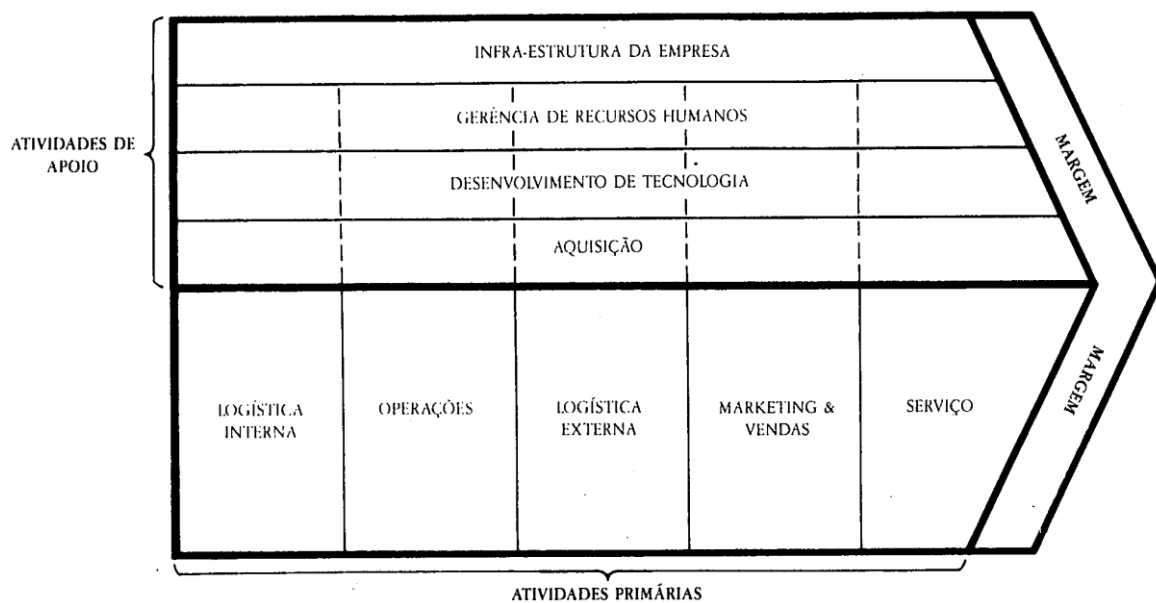 INFRA-ESTRUTURA DA EMPRESA
GERÊNCIA DE RECURSOS HUMANOS
ATIVIDADES DE
APOIO
DESENVOLVIMENTO DE TECNOLOGIA
AQUISIÇÃO
MARGEM
MARGEM
LOGÍSTICA
INTERNA
OPERAÇÕES
LOGÍSTICA
EXTERNA
MARKETING &
VENDAS
SERVIÇO
ATIVIDADES PRIMÁRIAS